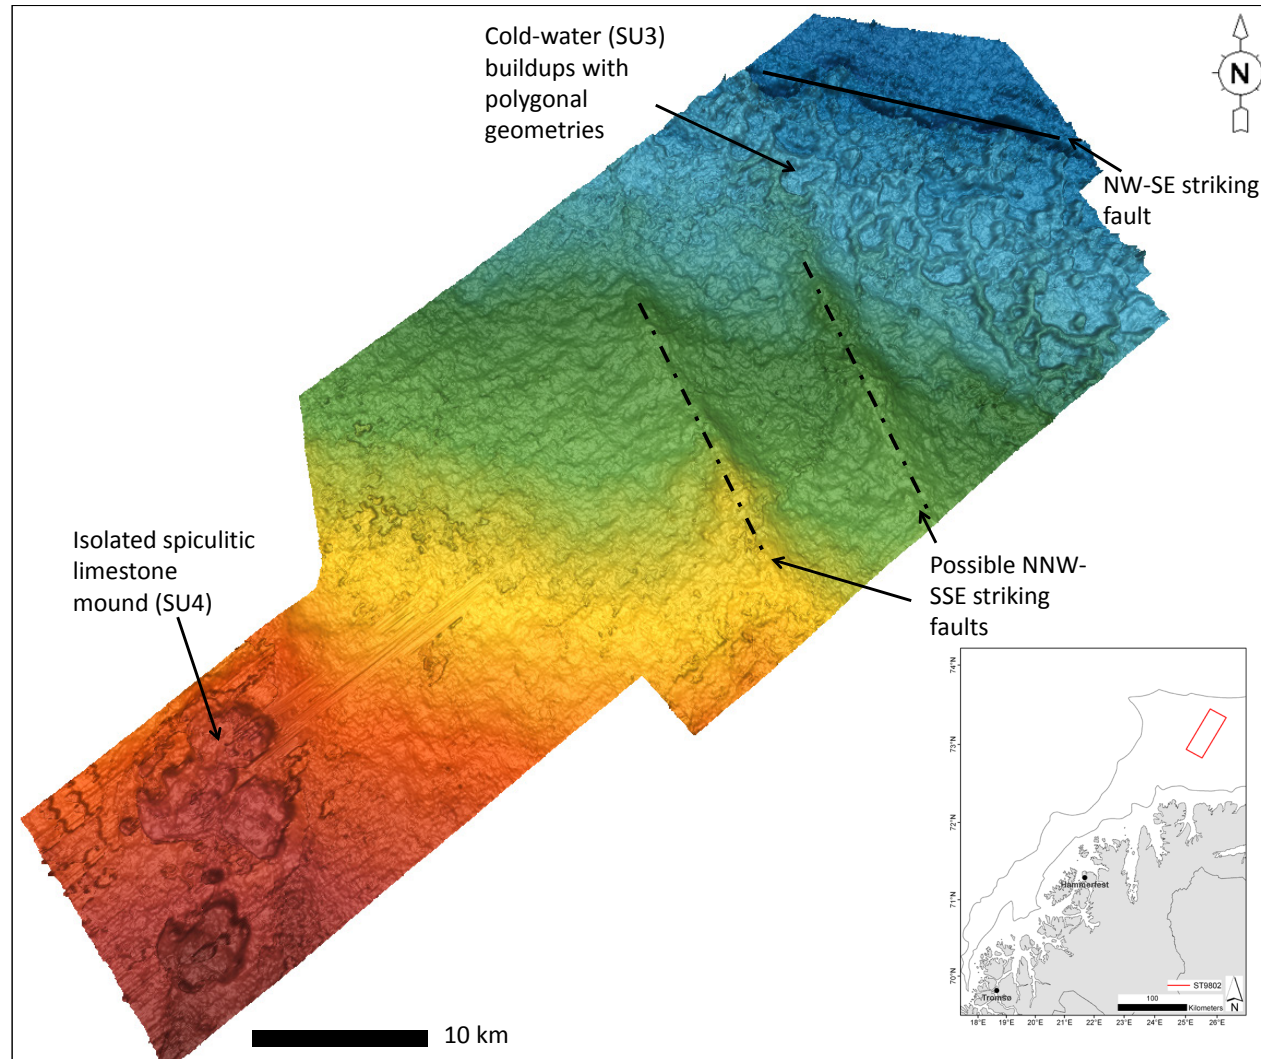 Cold-water (SU3)
buildups with
polygonal
geometries
N
NW-SE striking
fault
Isolated spiculitic
limestone
mound (SU4)
Possible NNW-
SSE striking
faults
10 km
74°N
73°N
72°N
71°N
70°N
Hammerfest
Tromsø
ST9802
100
Kilometers
N
18°E 19°E 20°E 21°E 22°E 23°E 24°E 25°E 26°E